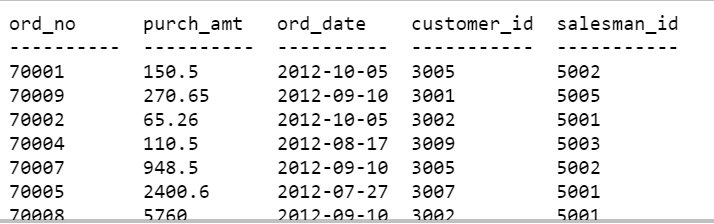 ord_no      purch_amt   ord_date    customer_id  salesman_id
----------  ----------  ----------  -----------  -----------
70001       150.5       2012-10-05  3005         5002
70009       270.65      2012-09-10  3001         5005
70002       65.26       2012-10-05  3002         5001
70004       110.5       2012-08-17  3009         5003
70007       948.5       2012-09-10  3005         5002
70005       2400.6      2012-07-27  3007         5001
70008       5760        2012-09-10  3002         5001